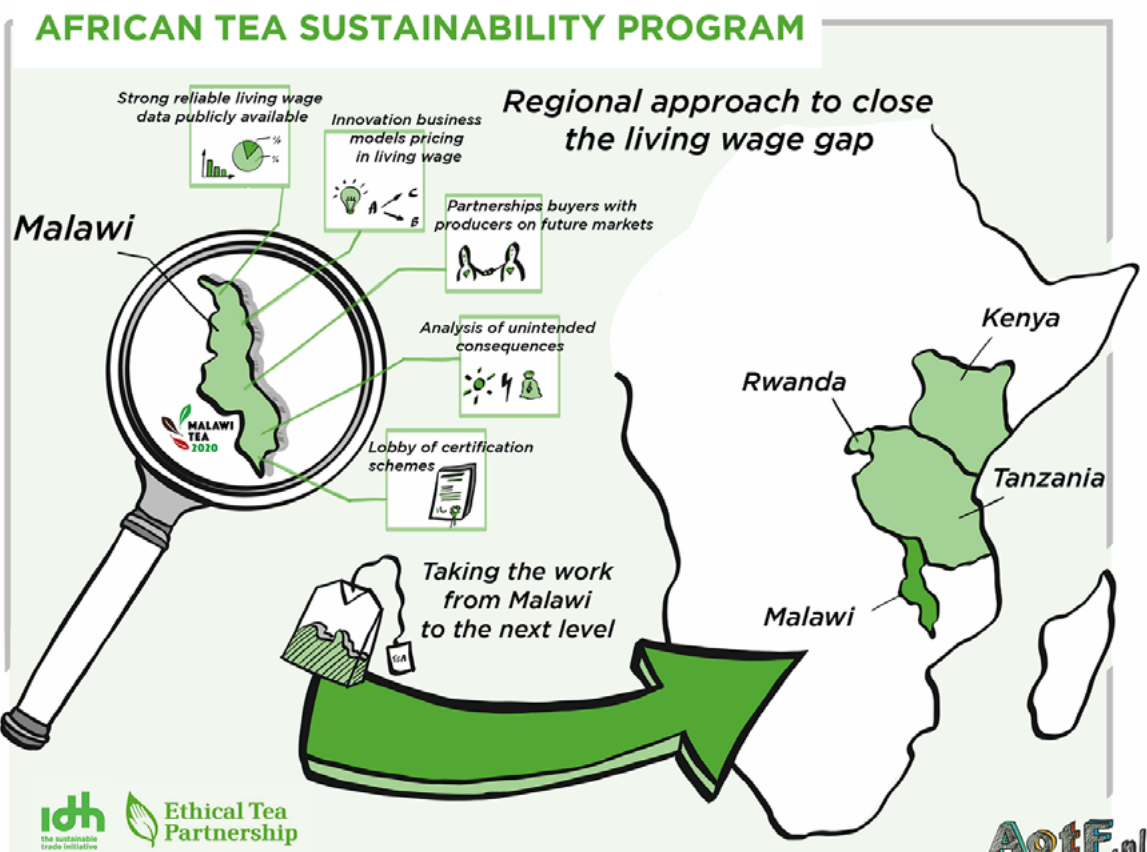 AFRICAN TEA SUSTAINABILITY PROGRAM
Strong reliable living wage
data publicly available
Innovation business
models pricing
in living wage
Regional approach to close
the living wage gap
A
C
B
Partnerships buyers with
producers on future markets
Malawi
Analysis of unintended
consequences
MALAWI
TEA
2020
Lobby of certification
schemes
Kenya
Rwanda
Tanzania
Malawi
Taking the work
from Malawi
to the next level
TEA
idh
the sustainable
trade initiative
Ethical Tea
Partnership
AotF.nl